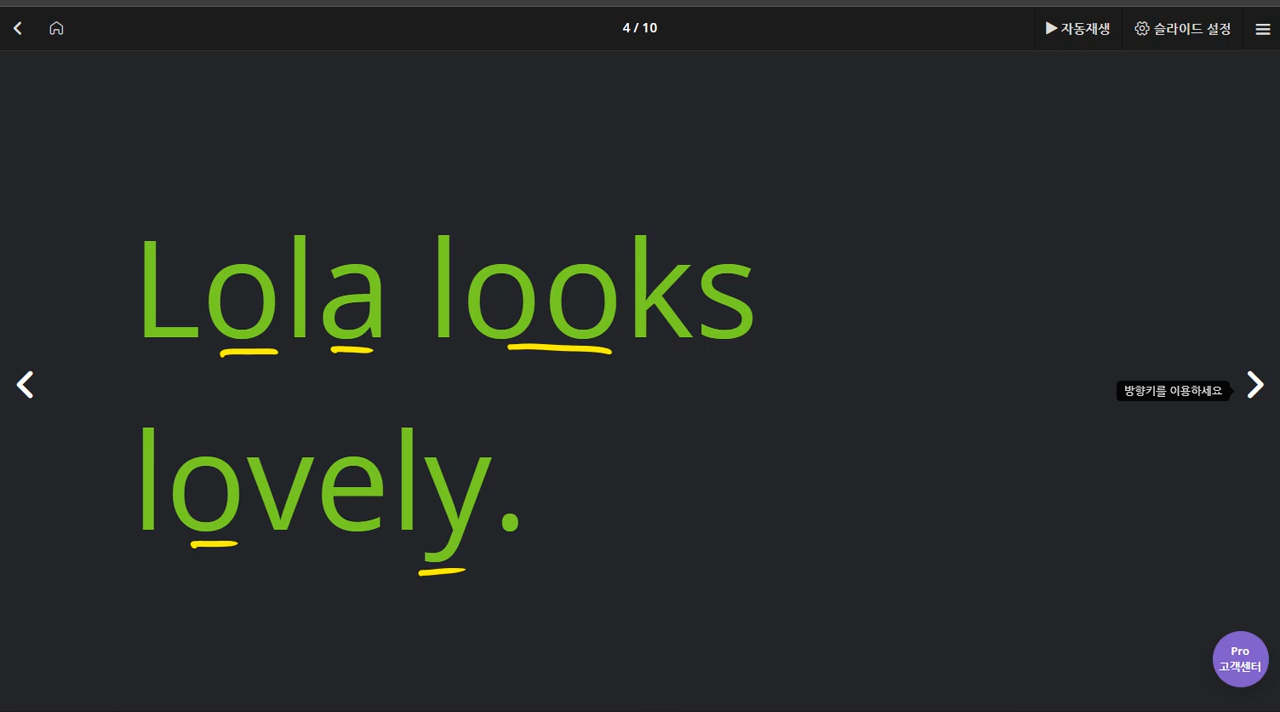 4 / 10
▶ 자동재생
슬라이드 설정
Lola looks
lovely.
방향키를 이용하세요
Pro
고객센터